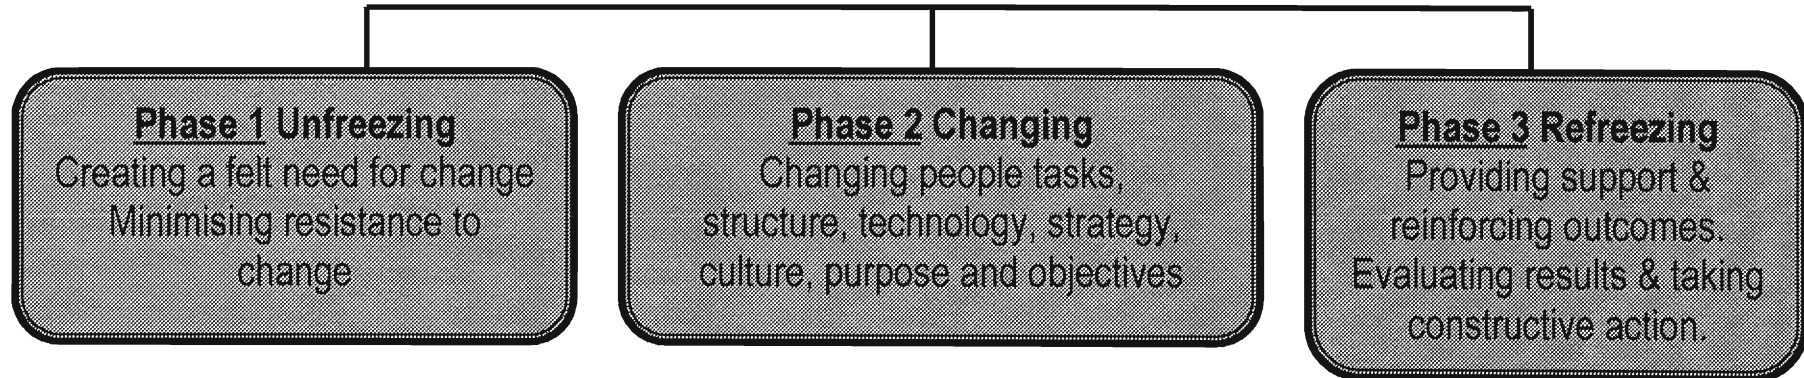 Phase 1 Unfreezing
Creating a felt need for change
Minimising resistance to
change
Phase 2 Changing
Changing people tasks,
structure, technology, strategy,
culture, purpose and objectives
Phase 3 Refreezing
Providing support &
reinforcing outcomes.
Evaluating results & taking
constructive action.